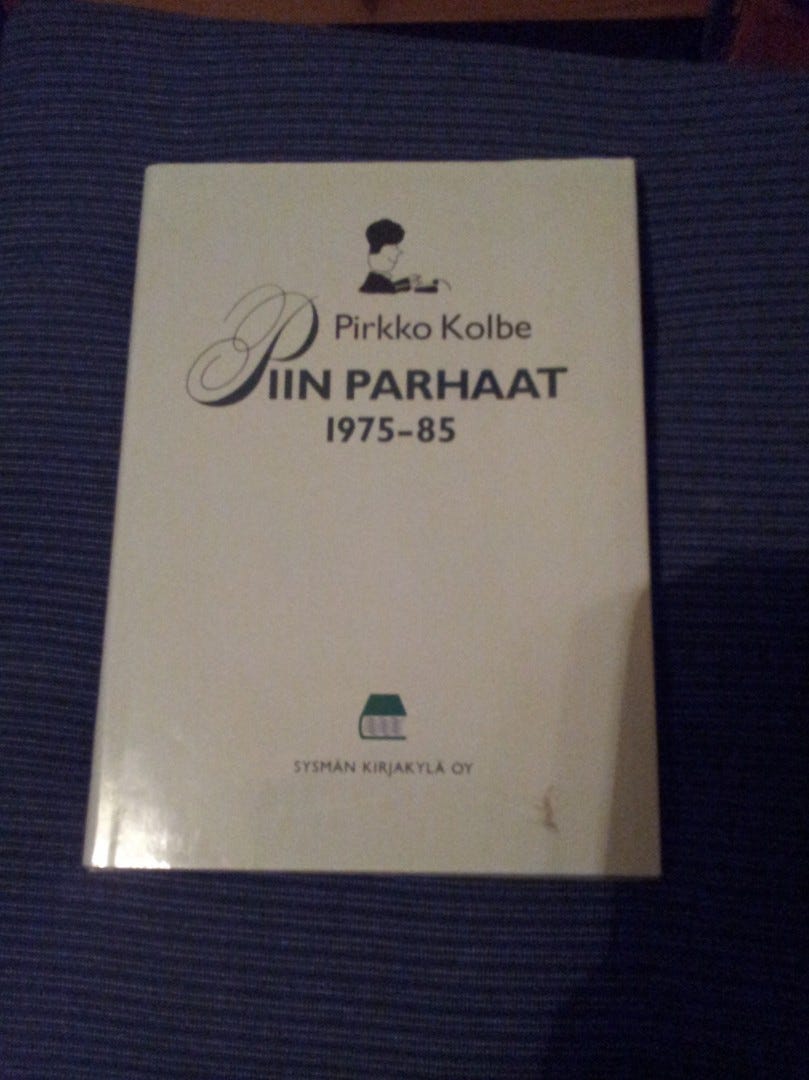 Pirkko Kolbe
PIIN PARHAAT
1975-85
SYSMÄN KIRJAKYLÄ OY